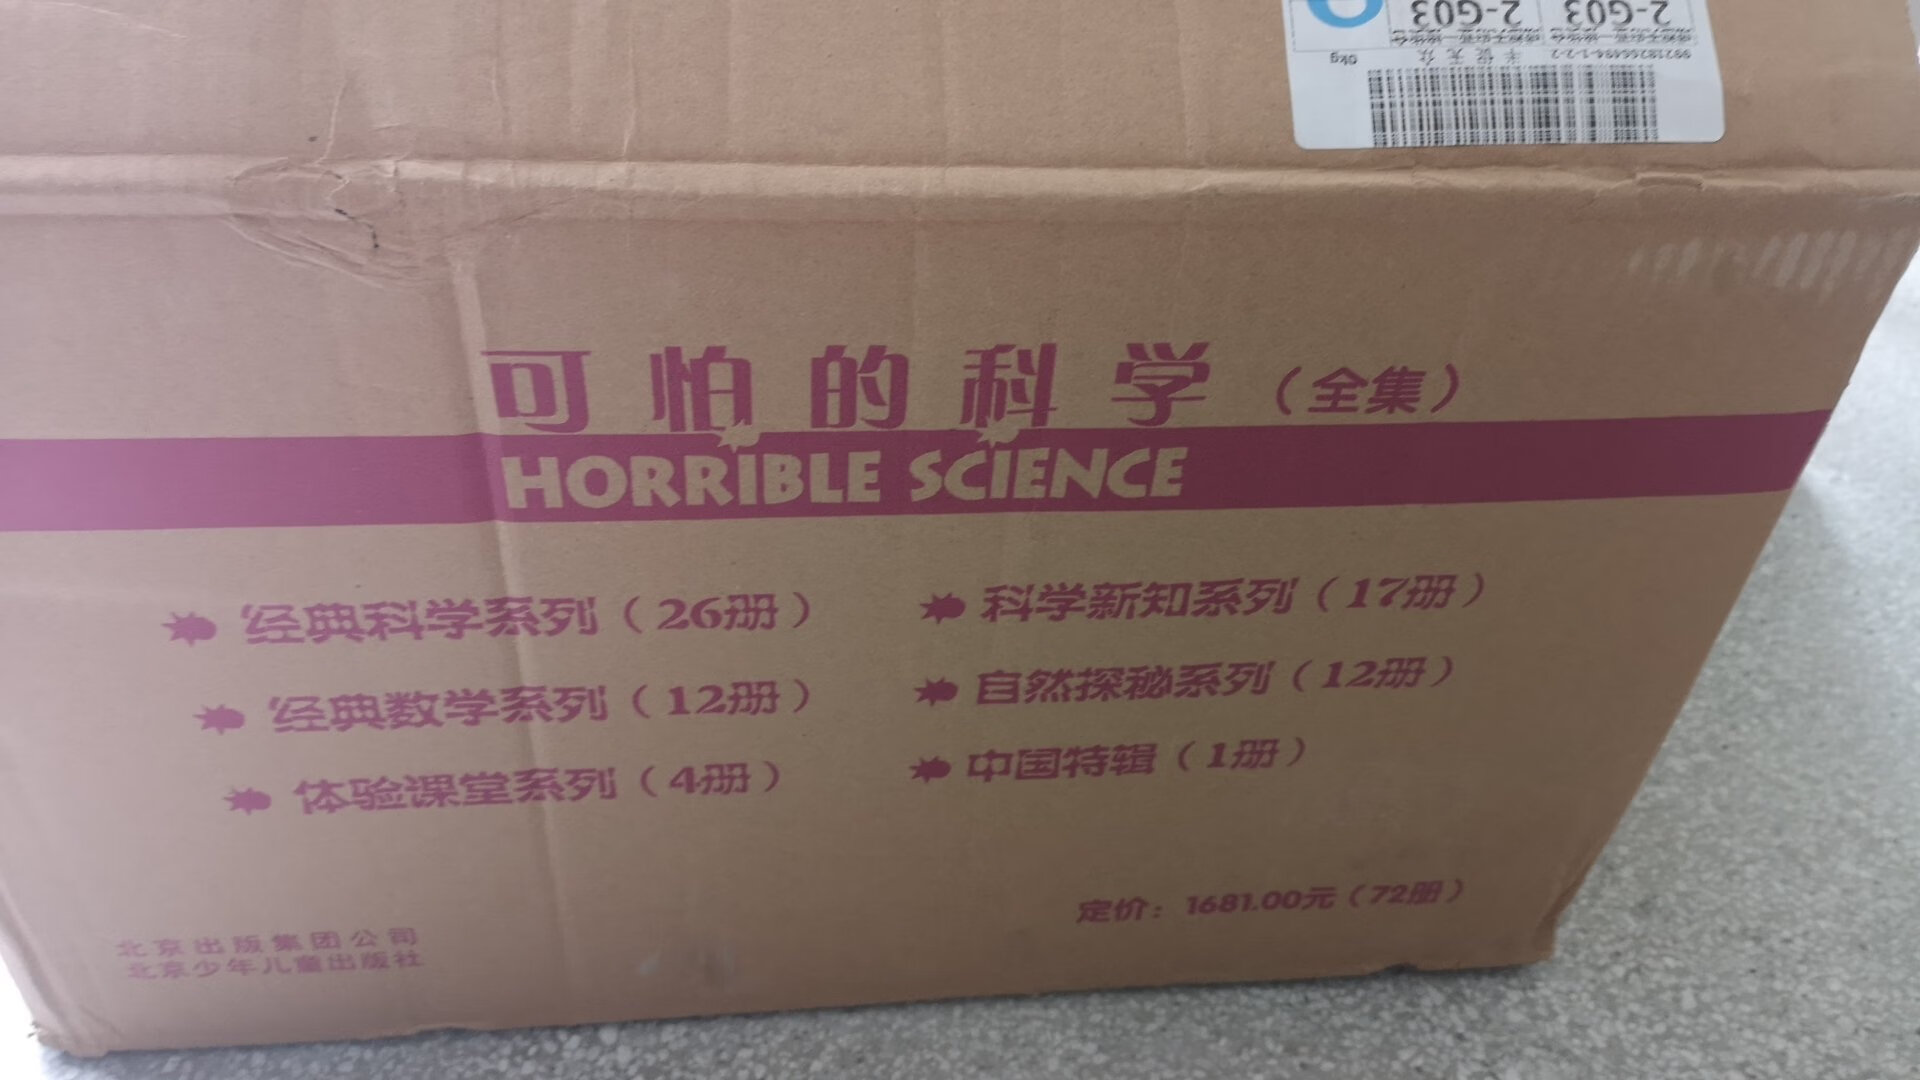 2-G03 2-G03
0kg
可怕的科学（全集）
HORRIBLE SCIENCE
经典科学系列（26册）
科学新知系列（17册）
经典数学系列（12册）
自然探秘系列（12册）
体验课堂系列（4册）
中国特辑（1册）
定价：1681.00元（72册）
北京出版集团公司
北京少年儿童出版社